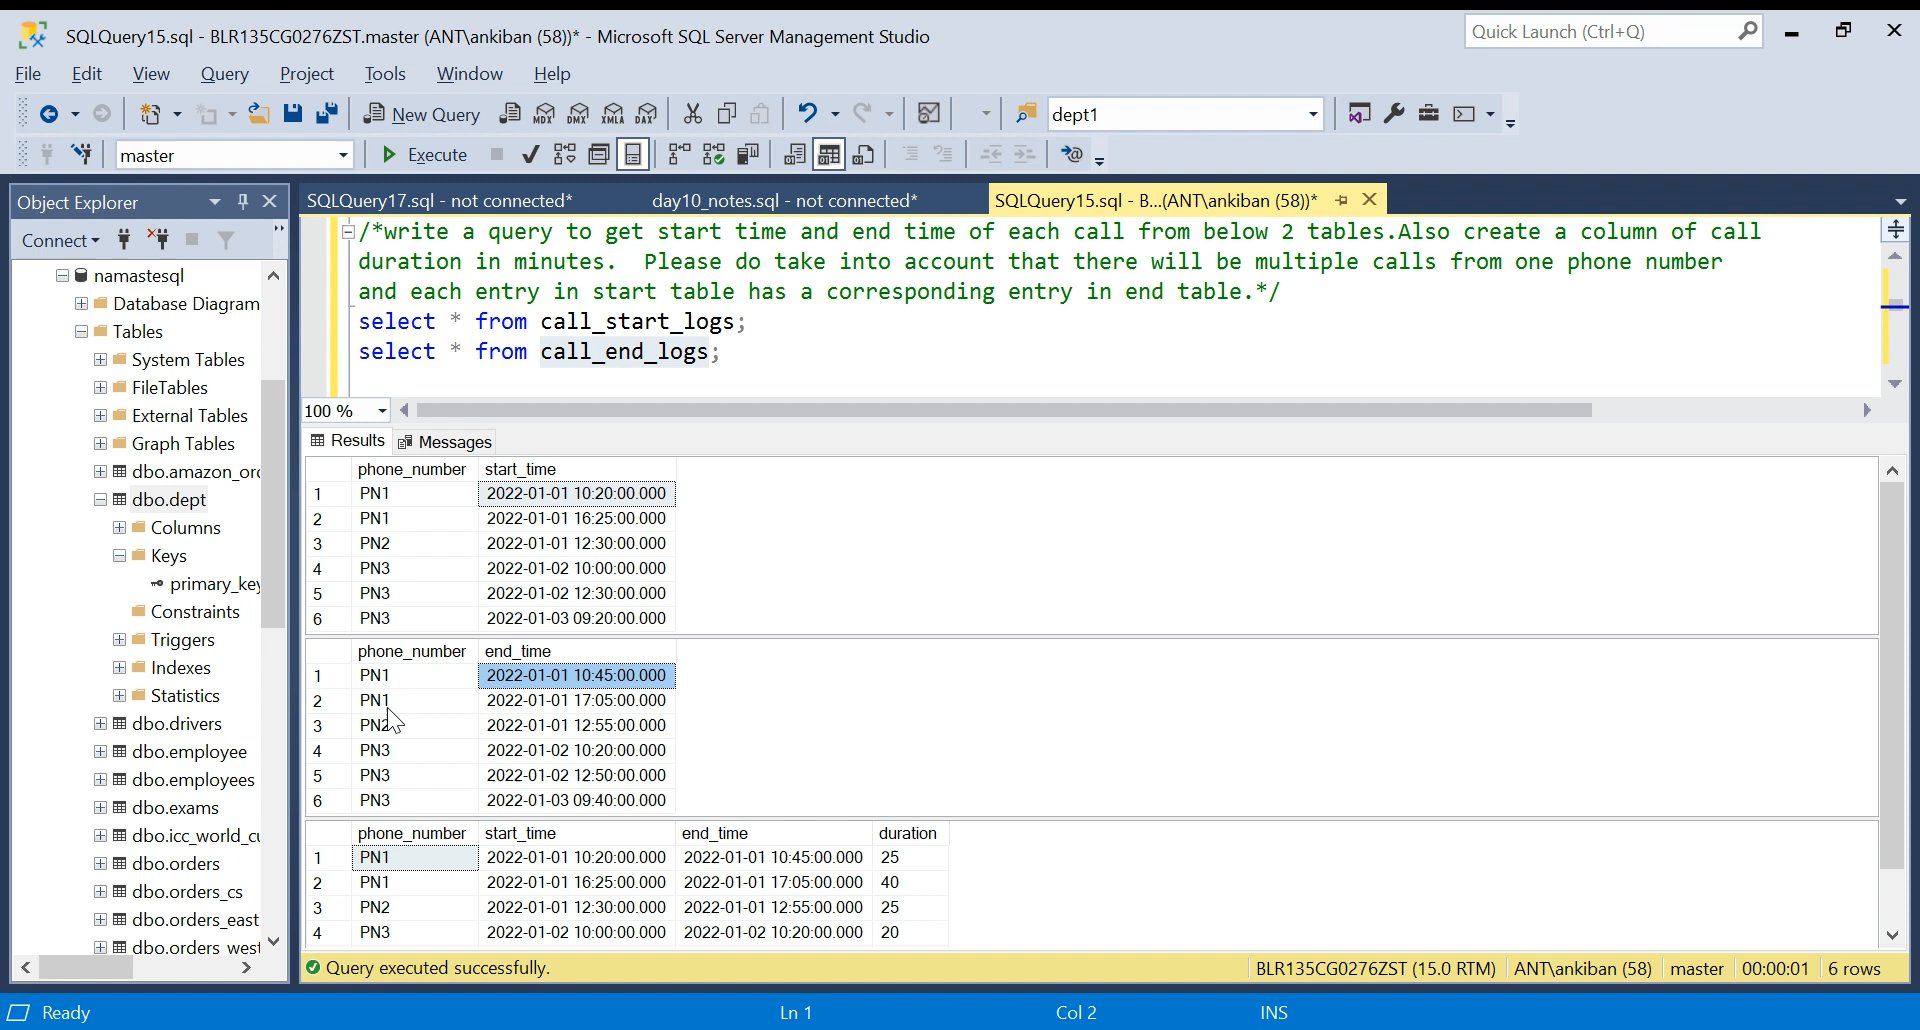 SQLQuery15.sql - BLR135CG0276ZST.master (ANT\ankiban (58))* - Microsoft SQL Server Management Studio
Quick Launch (Ctrl+Q)
File Edit View Query Project Tools Window Help
New Query MDX DMX XMLA DAX dept1
master Execute
Object Explorer
SQLQuery17.sql - not connected* day10_notes.sql - not connected* SQLQuery15.sql - B...(ANT\ankiban (58))*
Connect
namastesql
Database Diagram
Tables
System Tables
FileTables
External Tables
Graph Tables
dbo.amazon_orc
dbo.dept
Columns
Keys
primary_key
Constraints
Triggers
Indexes
Statistics
dbo.drivers
dbo.employee
dbo.employees
dbo.exams
dbo.icc_world_cu
dbo.orders
dbo.orders_cs
dbo.orders_east
dbo.orders_west
/*write a query to get start time and end time of each call from below 2 tables.Also create a column of call
duration in minutes.  Please do take into account that there will be multiple calls from one phone number
and each entry in start table has a corresponding entry in end table.*/
select * from call_start_logs;
select * from call_end_logs;
100 %
Results Messages
phone_number start_time
1 PN1 2022-01-01 10:20:00.000
2 PN1 2022-01-01 16:25:00.000
3 PN2 2022-01-01 12:30:00.000
4 PN3 2022-01-02 10:00:00.000
5 PN3 2022-01-02 12:30:00.000
6 PN3 2022-01-03 09:20:00.000
phone_number end_time
1 PN1 2022-01-01 10:45:00.000
2 PN1 2022-01-01 17:05:00.000
3 PN2 2022-01-01 12:55:00.000
4 PN3 2022-01-02 10:20:00.000
5 PN3 2022-01-02 12:50:00.000
6 PN3 2022-01-03 09:40:00.000
phone_number start_time end_time duration
1 PN1 2022-01-01 10:20:00.000 2022-01-01 10:45:00.000 25
2 PN1 2022-01-01 16:25:00.000 2022-01-01 17:05:00.000 40
3 PN2 2022-01-01 12:30:00.000 2022-01-01 12:55:00.000 25
4 PN3 2022-01-02 10:00:00.000 2022-01-02 10:20:00.000 20
Query executed successfully. BLR135CG0276ZST (15.0 RTM) ANT\ankiban (58) master 00:00:01 6 rows
Ready Ln 1 Col 2 INS